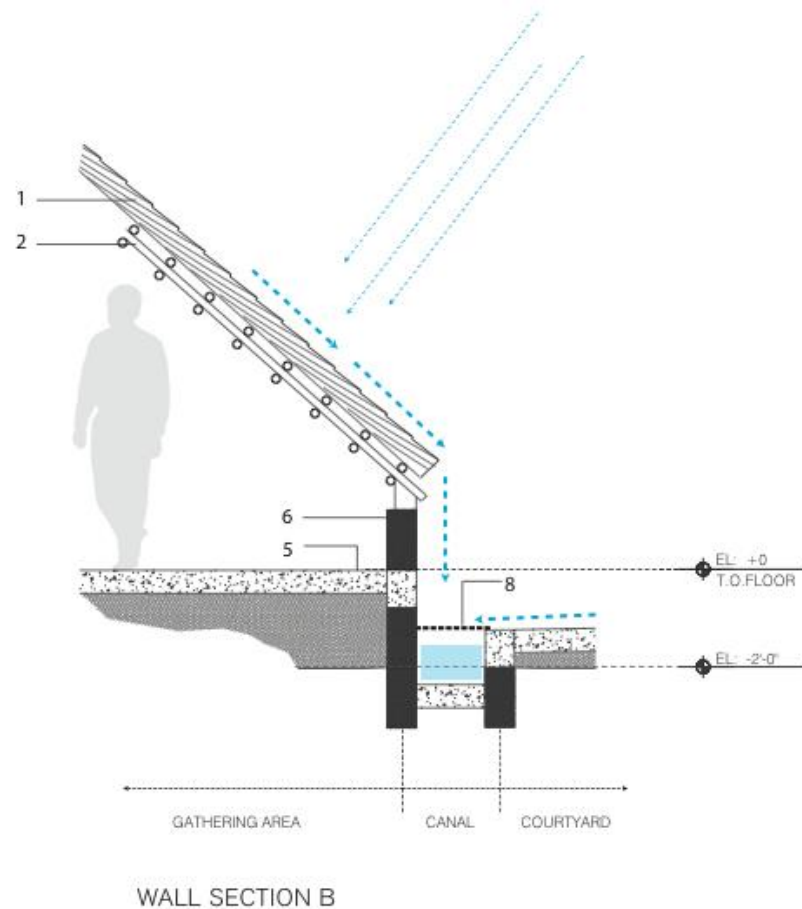 1
2
6
5
8
EL: +0
T.O.FLOOR
EL: -2'-0"
GATHERING AREA
CANAL
COURTYARD
WALL SECTION B